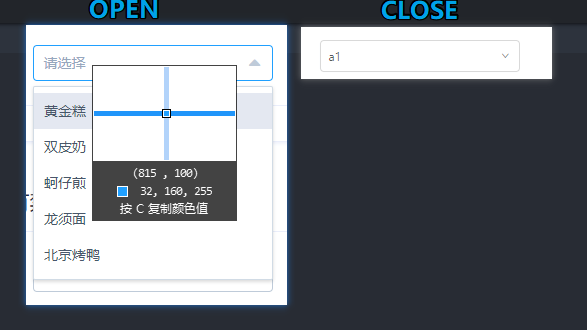 OPEN
CLOSE
请选择
a1
黄金糕
双皮奶
蚵仔煎
龙须面
北京烤鸭
(815 , 100)
32, 160, 255
按 C 复制颜色值